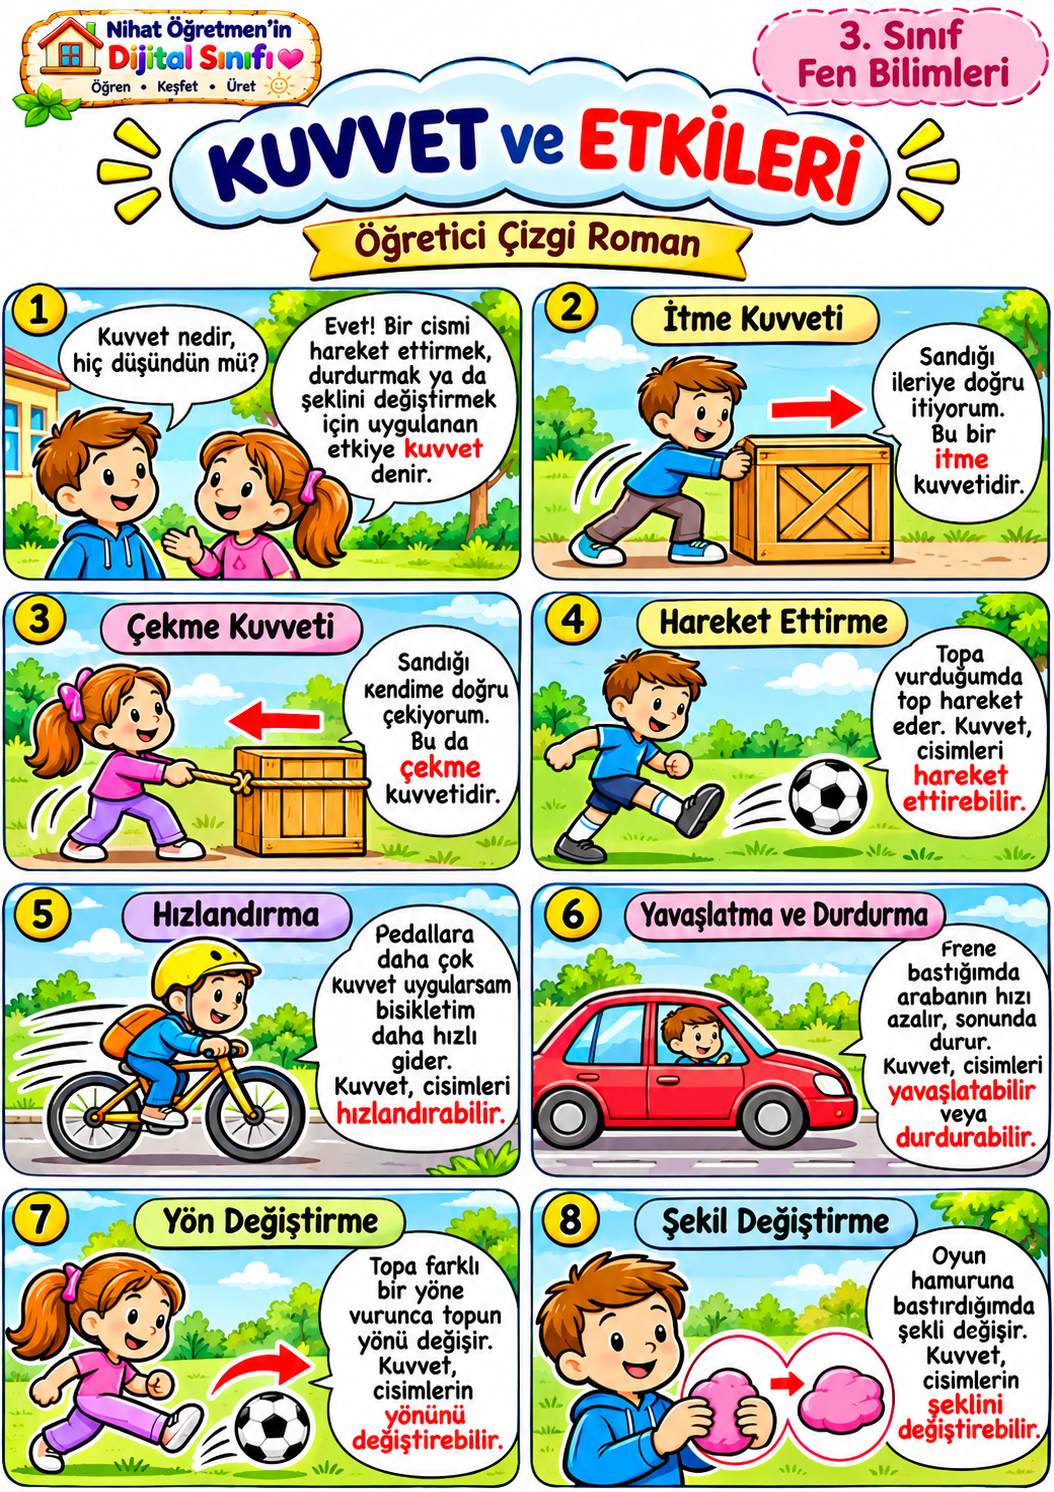 Nihat Öğretmen'in
Dijital Sınıfı
Öğren • Keşfet • Üret
3. Sınıf
Fen Bilimleri
KUVVET ve ETKİLERİ
Öğretici Çizgi Roman
1
Kuvvet nedir,
hiç düşündün mü?
Evet! Bir cismi
hareket ettirmek,
durdurmak ya da
şeklini değiştirmek
için uygulanan
etkiye kuvvet
denir.
2
İtme Kuvveti
Sandığı
ileriye doğru
itiyorum.
Bu bir
itme
kuvvetidir.
3
Çekme Kuvveti
Sandığı
kendime doğru
çekiyorum.
Bu da
çekme
kuvvetidir.
4
Hareket Ettirme
Topa
vurduğumda
top hareket
eder. Kuvvet,
cisimleri
hareket
ettirebilir.
5
Hızlandırma
Pedallara
daha çok
kuvvet uygularsam
bisikletim
daha hızlı
gider.
Kuvvet, cisimleri
hızlandırabilir.
6
Yavaşlatma ve Durdurma
Frene
bastığımda
arabanın hızı
azalır, sonunda
durur.
Kuvvet, cisimleri
yavaşlatabilir
veya
durdurabilir.
7
Yön Değiştirme
Topa farklı
bir yöne
vurunca topun
yönü değişir.
Kuvvet,
cisimlerin
yönünü
değiştirebilir.
8
Şekil Değiştirme
Oyun
hamuruna
bastırdığımda
şekli değişir.
Kuvvet,
cisimlerin
şeklini
değiştirebilir.